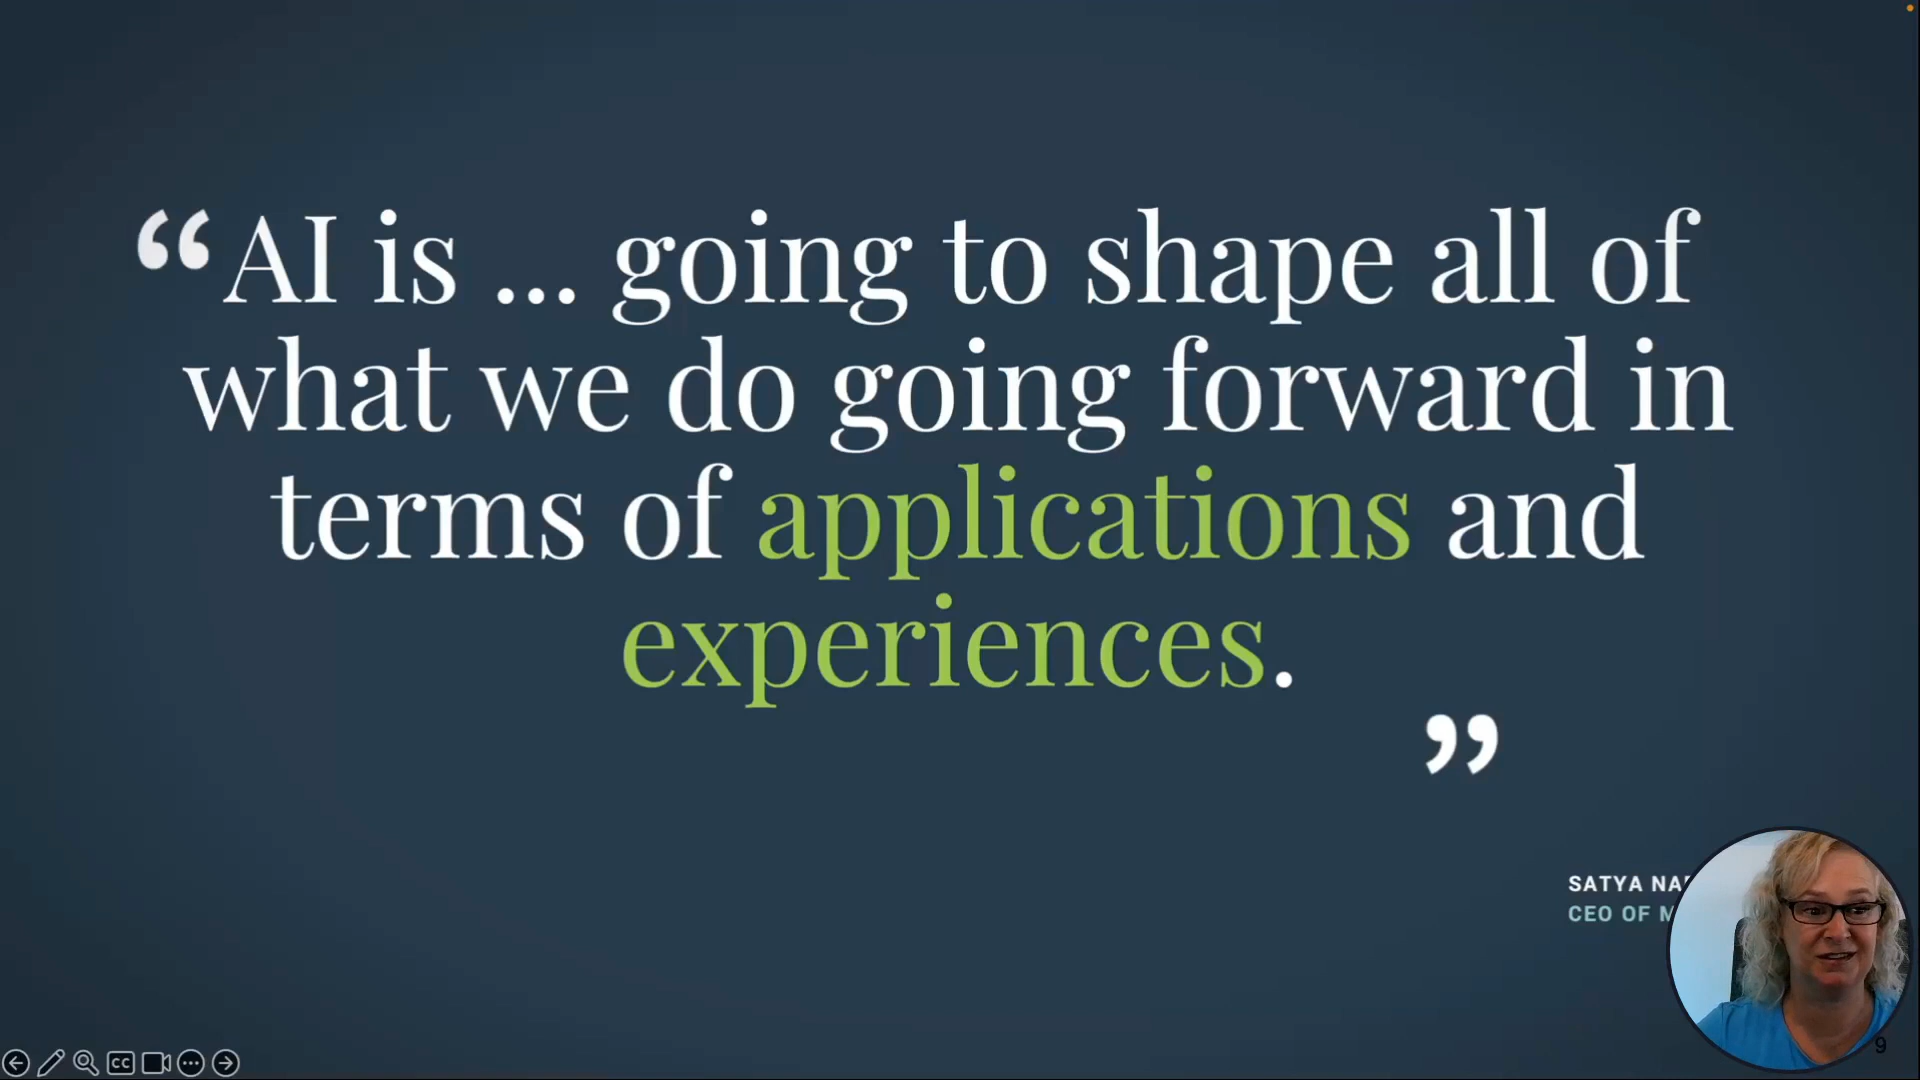 “AI is ... going to shape all of
what we do going forward in
terms of applications and
experiences.
”
SATYA
CEO OF
CC
9